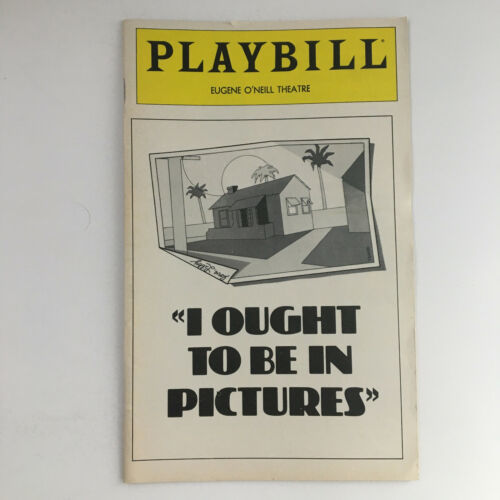 PLAYBILL
EUGENE O'NEILL THEATRE
«I OUGHT
TO BE IN
PICTURES»